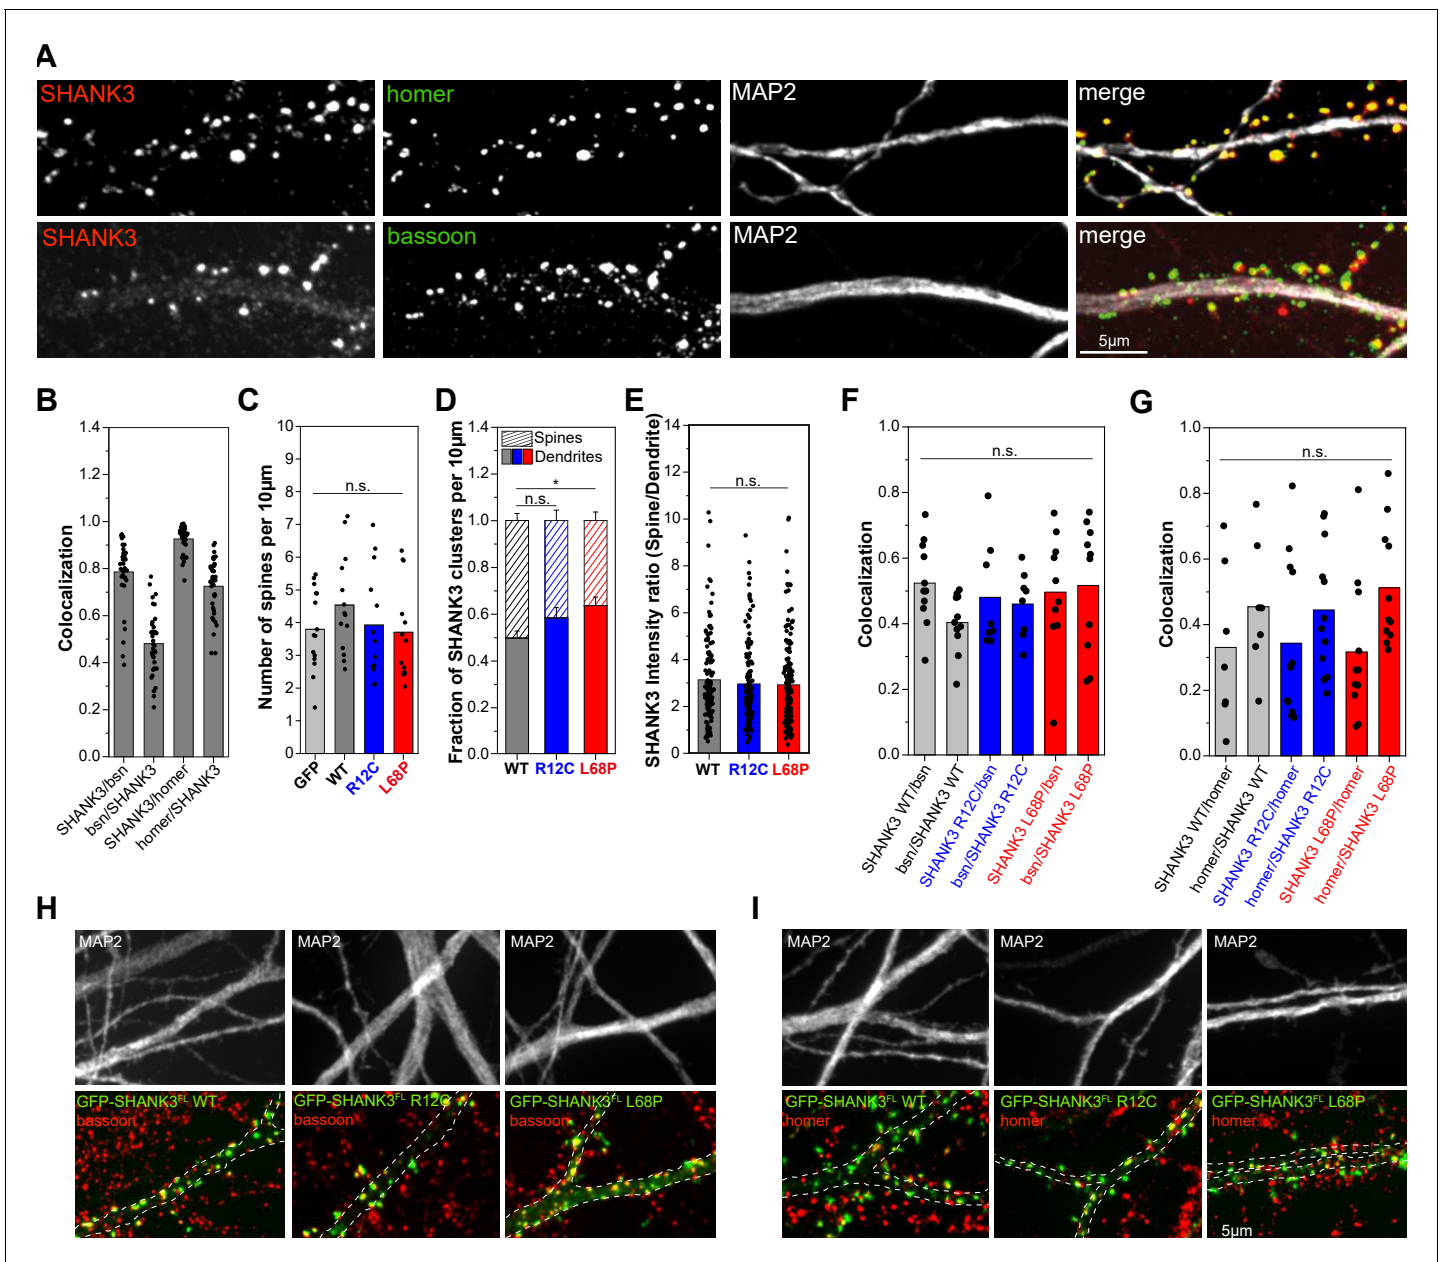 A
SHANK3
homer
MAP2
merge
SHANK3
bassoon
MAP2
merge
5µm
B
Colocalization
1.4
1.2
1.0
0.8
0.6
0.4
0.2
0.0
SHANK3/bsn
bsn/SHANK3
SHANK3/homer
homer/SHANK3
C
Number of spines per 10µm
10
9
8
7
6
5
4
3
2
1
0
n.s.
GFP
WT
R12C
L68P
D
Fraction of SHANK3 clusters per 10µm
1.4
1.2
1.0
0.8
0.6
0.4
0.2
0.0
Spines
Dendrites
*
n.s.
WT
R12C
L68P
E
SHANK3 Intensity ratio (Spine/Dendrite)
14
12
10
8
6
4
2
0
n.s.
WT
R12C
L68P
F
Colocalization
1.0
0.8
0.6
0.4
0.2
0.0
n.s.
SHANK3 WT/bsn
bsn/SHANK3 WT
SHANK3 R12C/bsn
bsn/SHANK3 R12C
SHANK3 L68P/bsn
bsn/SHANK3 L68P
G
Colocalization
1.0
0.8
0.6
0.4
0.2
0.0
n.s.
SHANK3 WT/homer
homer/SHANK3 WT
SHANK3 R12C/homer
homer/SHANK3 R12C
SHANK3 L68P/homer
homer/SHANK3 L68P
H
MAP2
MAP2
MAP2
GFP-SHANK3FL WT
bassoon
GFP-SHANK3FL R12C
bassoon
GFP-SHANK3FL L68P
bassoon
I
MAP2
MAP2
MAP2
GFP-SHANK3FL WT
homer
GFP-SHANK3FL R12C
homer
GFP-SHANK3FL L68P
homer
5µm